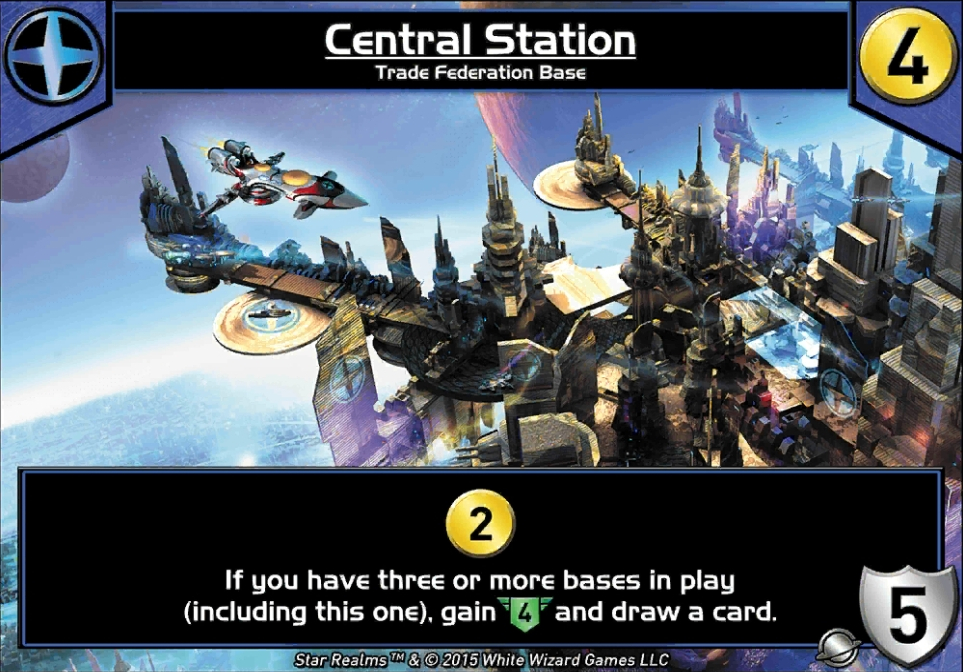 Central Station
4
Trade Federation Base
2
If you have three or more bases in play
(including this one), gain 4 and draw a card.
5
Star Realms™ & © 2015 White Wizard Games LLC